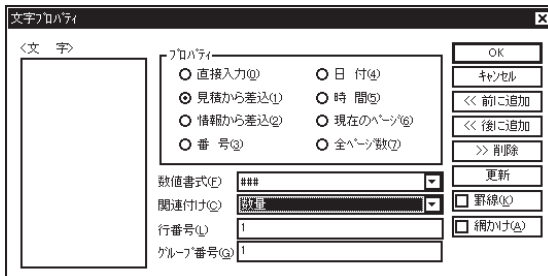 文字ﾌﾟﾛﾊﾟﾃｨ
<文　字>
ﾌﾟﾛﾊﾟﾃｨ
直接入力(0)
見積から差込(1)
情報から差込(2)
番　号(3)
日　付(4)
時　間(5)
現在のﾍﾟｰｼﾞ(6)
全ﾍﾟｰｼﾞ数(7)
数値書式(F) ###
関連付け(C) 数量
行番号(L) 1
ｸﾞﾙｰﾌﾟ番号(G) 1
OK
ｷｬﾝｾﾙ
<< 前に追加
<< 後に追加
>> 削除
更新
罫線(K)
網かけ(A)